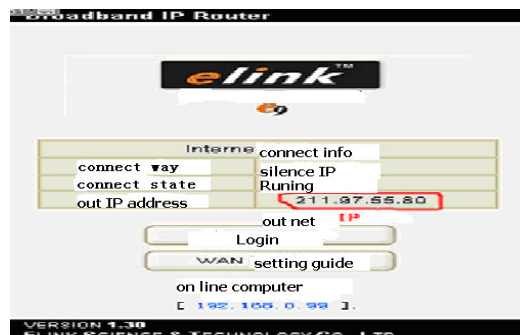 Broadband IP Router
elink™
e9
Interne connect info
connect way silence IP
connect state Runing
out IP address 211.97.55.80
out net IP
Login
WAN setting guide
on line computer
[ 192.168.0.99 ].
VERSION 1.30
ELINK SCIENCE & TECHNOLOGY CO., LTD